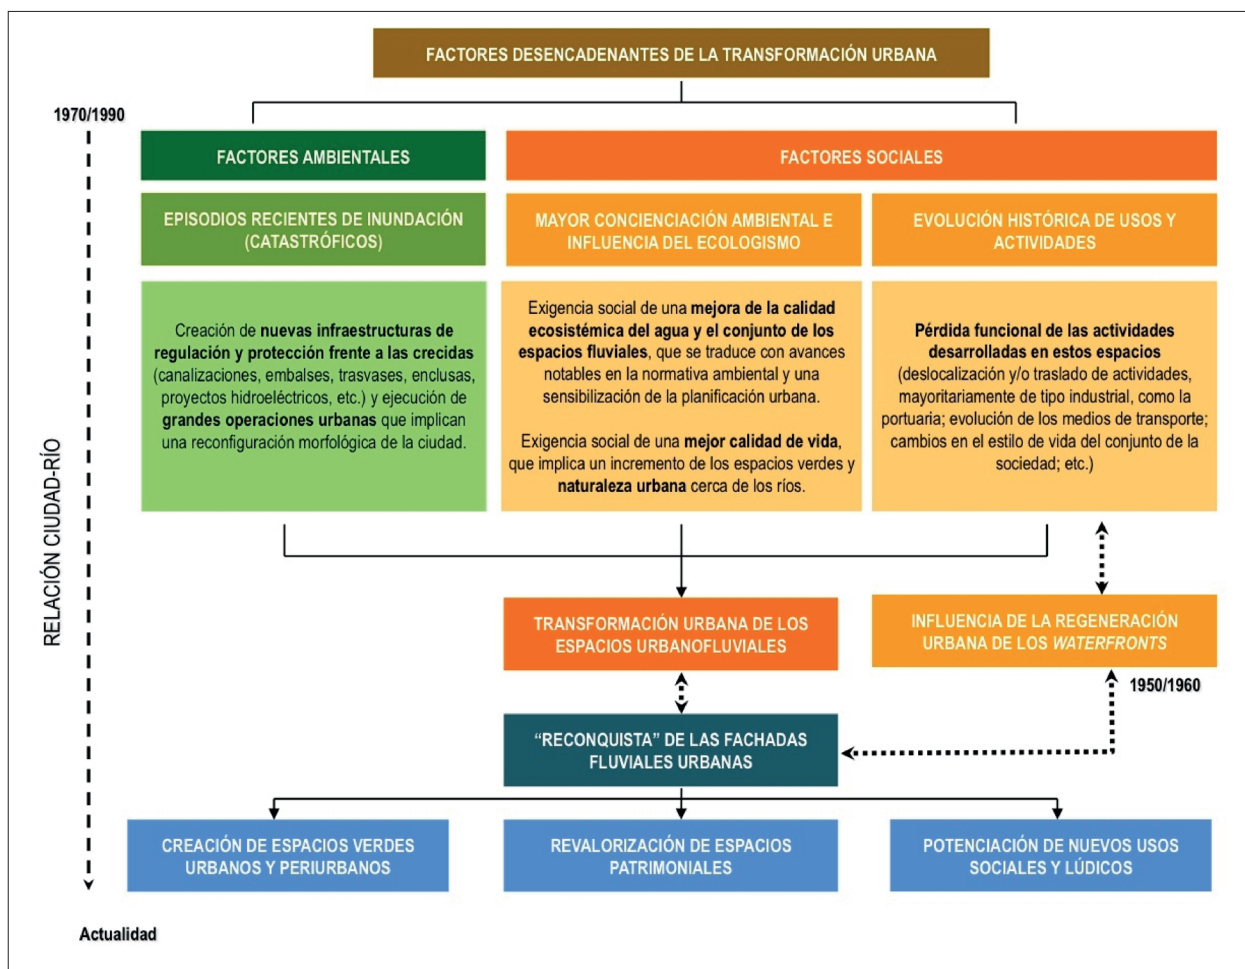 FACTORES DESENCADENANTES DE LA TRANSFORMACIÓN URBANA
1970/1990
FACTORES AMBIENTALES
FACTORES SOCIALES
EPISODIOS RECIENTES DE INUNDACIÓN
(CATASTRÓFICOS)
MAYOR CONCIENCIACIÓN AMBIENTAL E
INFLUENCIA DEL ECOLOGISMO
EVOLUCIÓN HISTÓRICA DE USOS Y
ACTIVIDADES
Creación de nuevas infraestructuras de
regulación y protección frente a las crecidas
(canalizaciones, embalses, trasvases, enclusas,
proyectos hidroeléctricos, etc.) y ejecución de
grandes operaciones urbanas que implican
una reconfiguración morfológica de la ciudad.
Exigencia social de una mejora de la calidad
ecosistémica del agua y el conjunto de los
espacios fluviales, que se traduce con avances
notables en la normativa ambiental y una
sensibilización de la planificación urbana.
Exigencia social de una mejor calidad de vida,
que implica un incremento de los espacios verdes y
naturaleza urbana cerca de los ríos.
Pérdida funcional de las actividades
desarrolladas en estos espacios
(deslocalización y/o traslado de actividades,
mayoritariamente de tipo industrial, como la
portuaria; evolución de los medios de transporte;
cambios en el estilo de vida del conjunto de la
sociedad; etc.)
RELACIÓN CIUDAD-RÍO
TRANSFORMACIÓN URBANA DE LOS
ESPACIOS URBANOFLUVIALES
INFLUENCIA DE LA REGENERACIÓN
URBANA DE LOS WATERFRONTS
1950/1960
“RECONQUISTA” DE LAS FACHADAS
FLUVIALES URBANAS
CREACIÓN DE ESPACIOS VERDES
URBANOS Y PERIURBANOS
REVALORIZACIÓN DE ESPACIOS
PATRIMONIALES
POTENCIACIÓN DE NUEVOS USOS
SOCIALES Y LÚDICOS
Actualidad